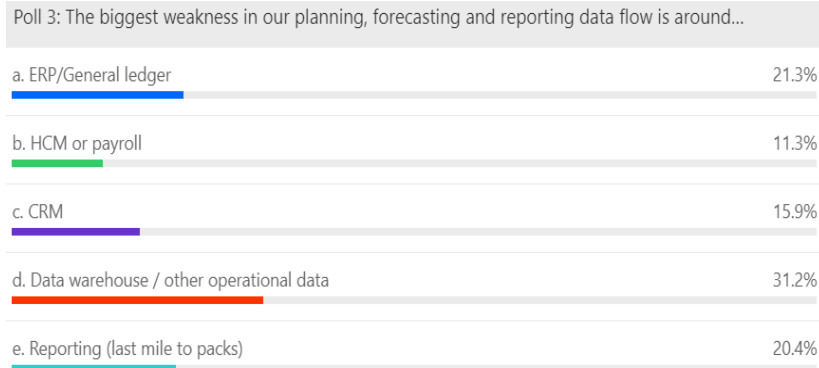 Poll 3: The biggest weakness in our planning, forecasting and reporting data flow is around...
a. ERP/General ledger 21.3%
b. HCM or payroll 11.3%
c. CRM 15.9%
d. Data warehouse / other operational data 31.2%
e. Reporting (last mile to packs) 20.4%